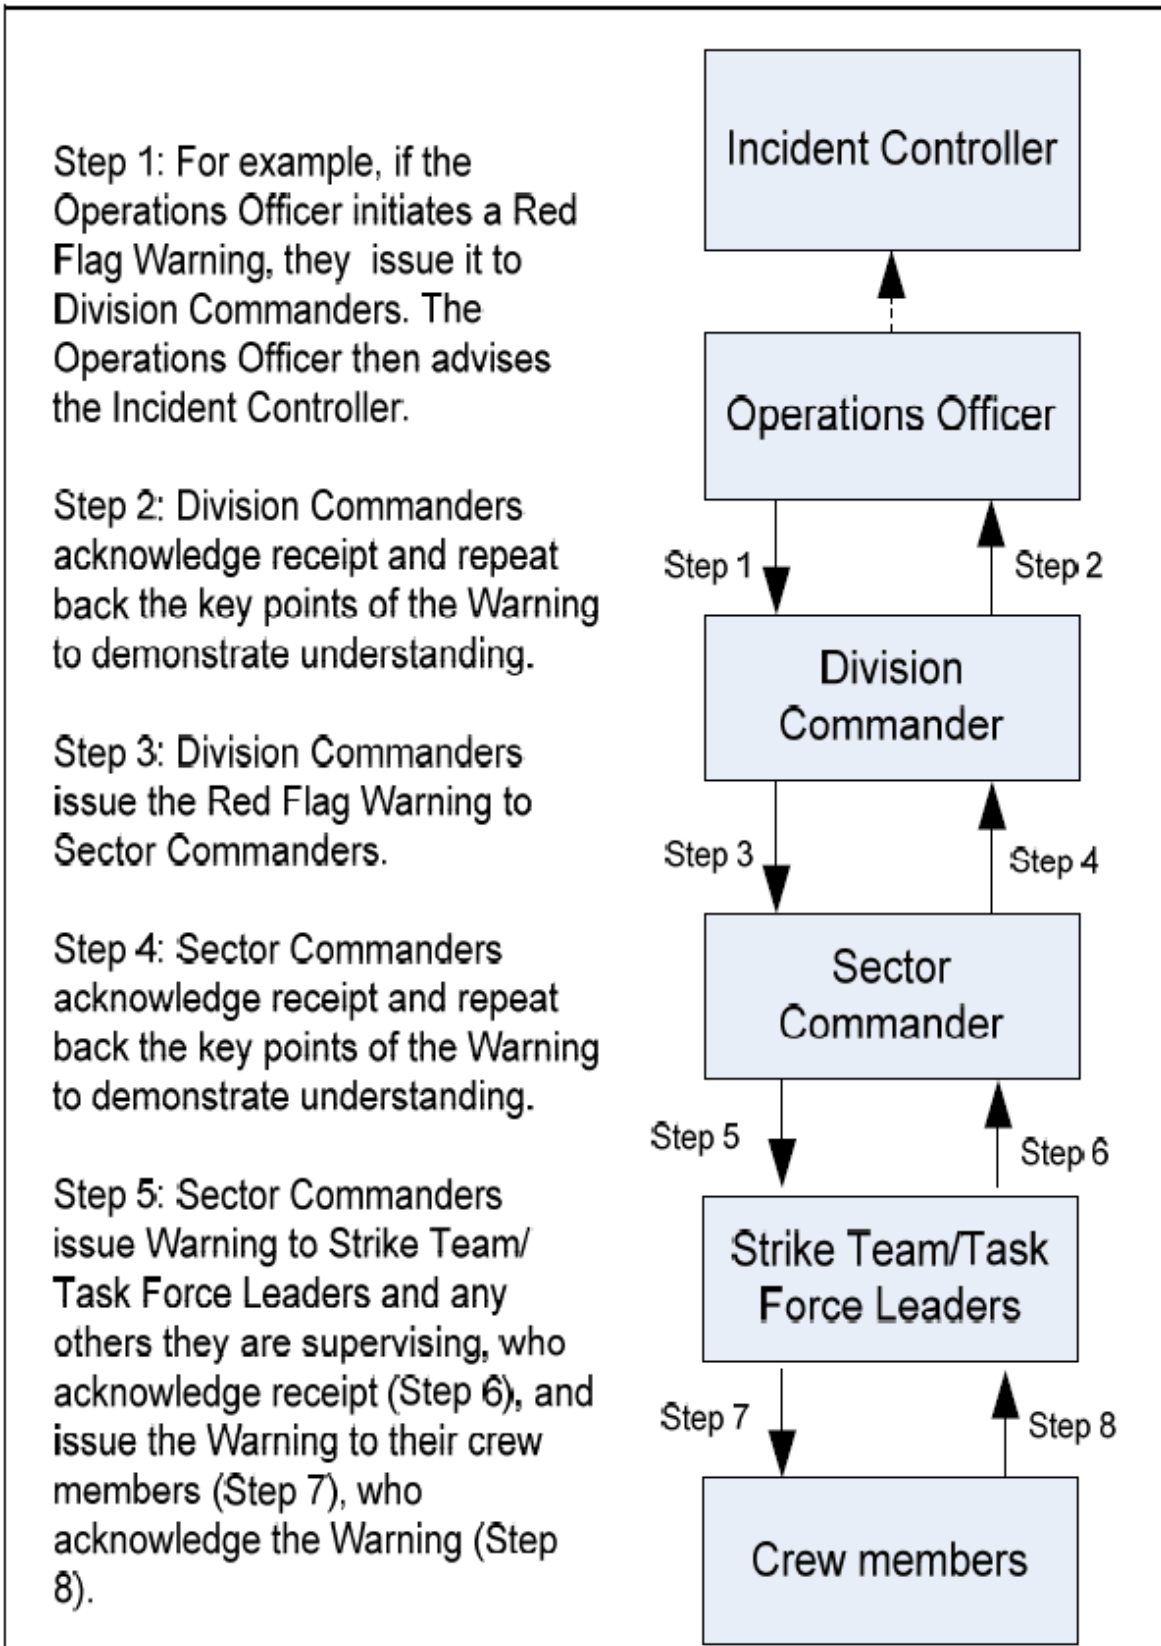 Step 1: For example, if the
Operations Officer initiates a Red
Flag Warning, they issue it to
Division Commanders. The
Operations Officer then advises
the Incident Controller.
Step 2: Division Commanders
acknowledge receipt and repeat
back the key points of the Warning
to demonstrate understanding.
Step 3: Division Commanders
issue the Red Flag Warning to
Sector Commanders.
Step 4: Sector Commanders
acknowledge receipt and repeat
back the key points of the Warning
to demonstrate understanding.
Step 5: Sector Commanders
issue Warning to Strike Team/
Task Force Leaders and any
others they are supervising, who
acknowledge receipt (Step 6), and
issue the Warning to their crew
members (Step 7), who
acknowledge the Warning (Step
8).
Incident Controller
Operations Officer
Step 1
Step 2
Division
Commander
Step 3
Step 4
Sector
Commander
Step 5
Step 6
Strike Team/Task
Force Leaders
Step 7
Step 8
Crew members